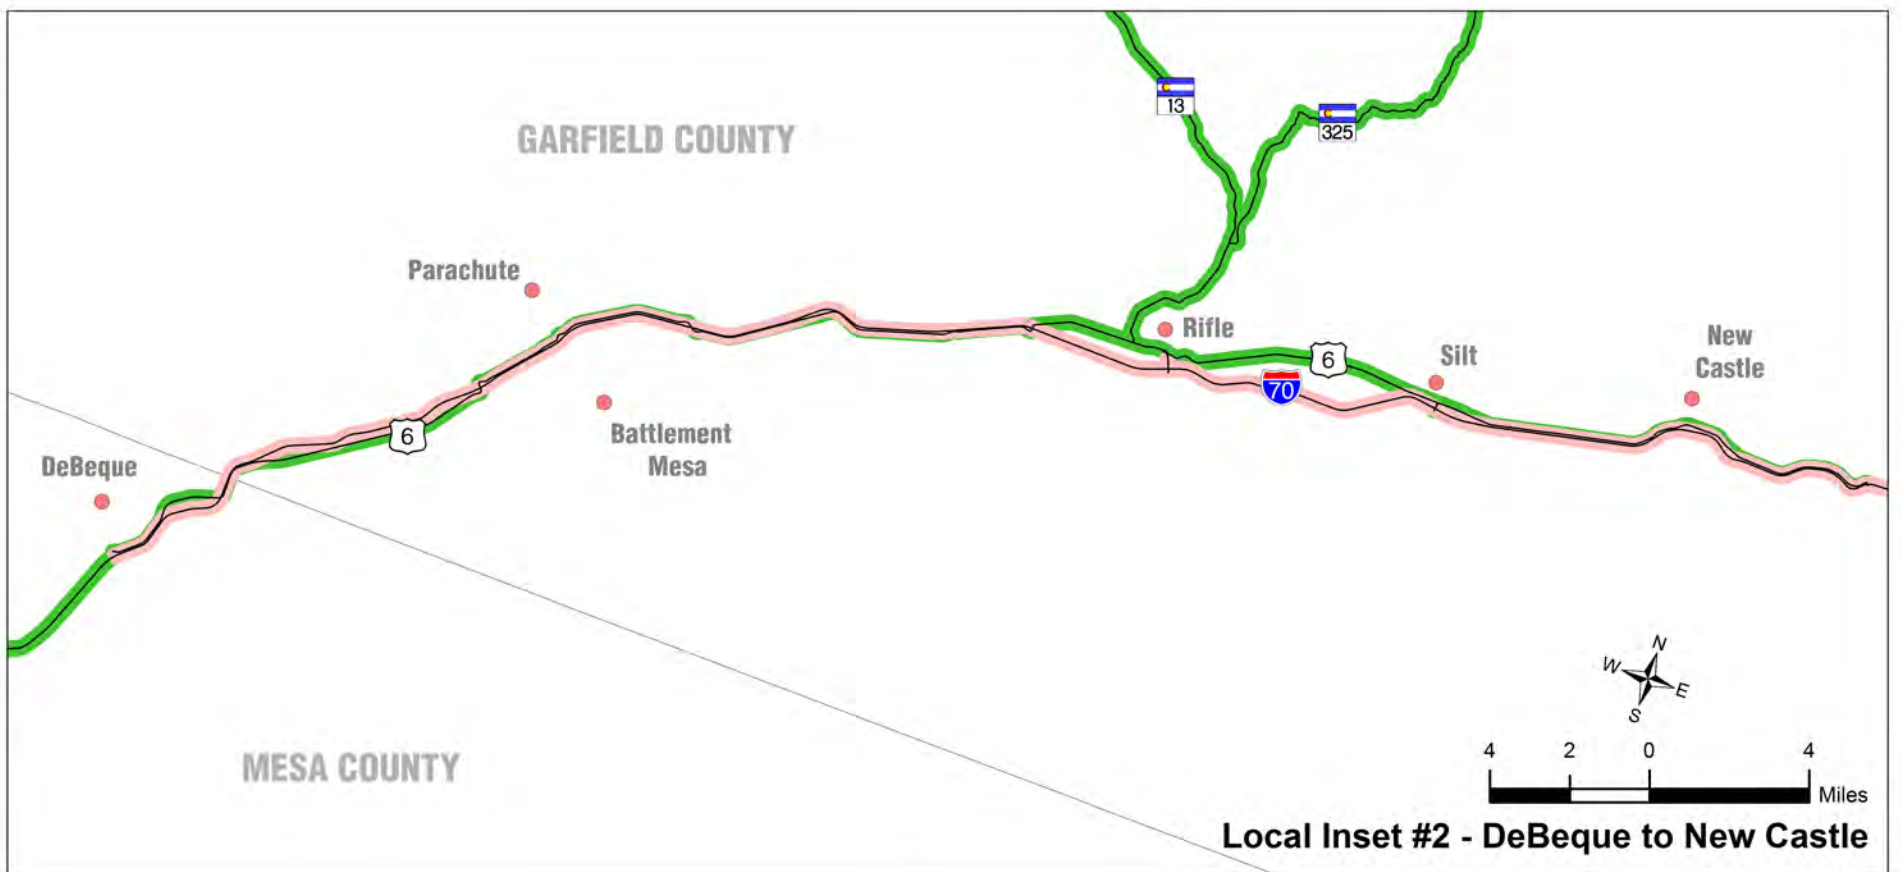 13
325
GARFIELD COUNTY
Parachute
Rifle
6
Silt
New
Castle
70
6
Battlement
Mesa
DeBeque
N
W
E
S
MESA COUNTY
4 2 0 4
Miles
Local Inset #2 - DeBeque to New Castle